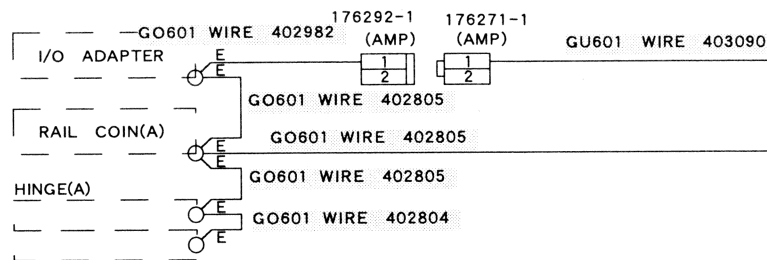 176292-1 176271-1
GO601 WIRE 402982 (AMP) (AMP) GU601 WIRE 403090
I/O ADAPTER E 1 1
E 2 2
GO601 WIRE 402805
RAIL COIN(A) E GO601 WIRE 402805
E
GO601 WIRE 402805
HINGE(A)
E
GO601 WIRE 402804
E